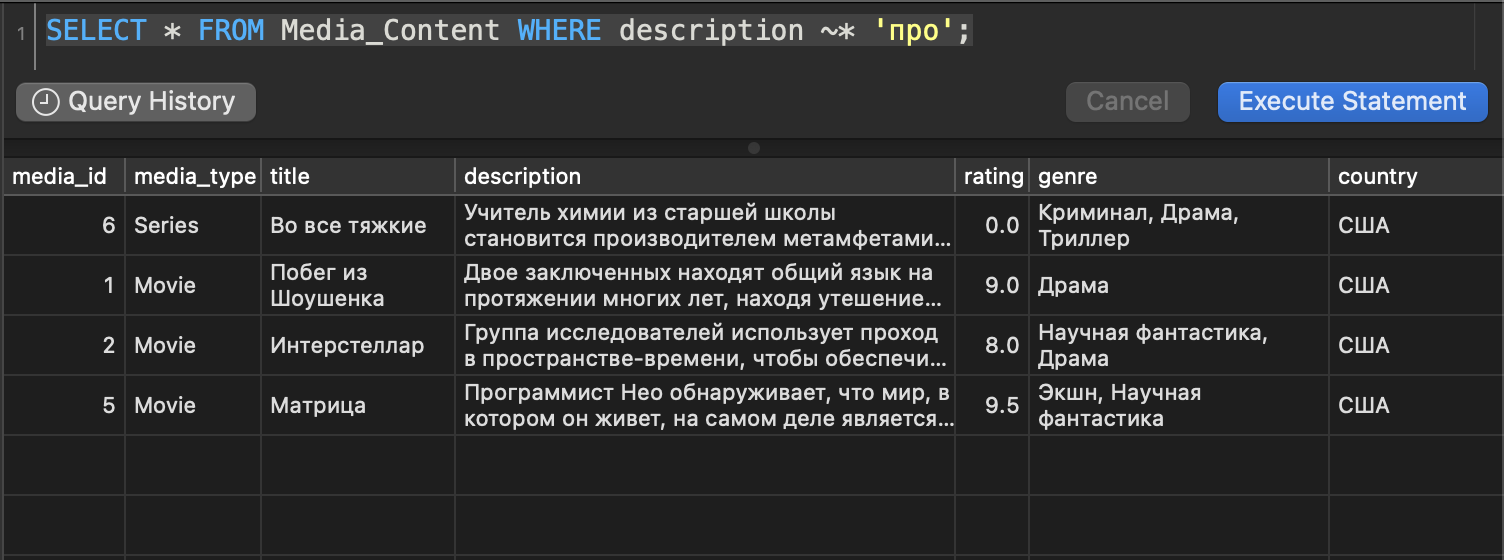 1 SELECT * FROM Media_Content WHERE description ~* 'про';
Query History
Cancel
Execute Statement
media_id media_type title description rating genre country
6 Series Во все тяжкие Учитель химии из старшей школы становится производителем метамфетами... 0.0 Криминал, Драма, Триллер США
1 Movie Побег из Шоушенка Двое заключенных находят общий язык на протяжении многих лет, находя утешение... 9.0 Драма США
2 Movie Интерстеллар Группа исследователей использует проход в пространстве-времени, чтобы обеспечи... 8.0 Научная фантастика, Драма США
5 Movie Матрица Программист Нео обнаруживает, что мир, в котором он живет, на самом деле является... 9.5 Экшн, Научная фантастика США